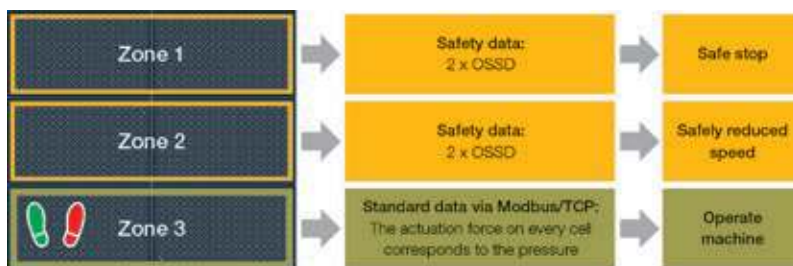 Zone 1
Safety data:
2 x OSSD
Safe stop
Zone 2
Safety data:
2 x OSSD
Safely reduced
speed
Zone 3
Standard data via Modbus/TCP:
The actuation force on every cell
corresponds to the pressure
Operate
machine